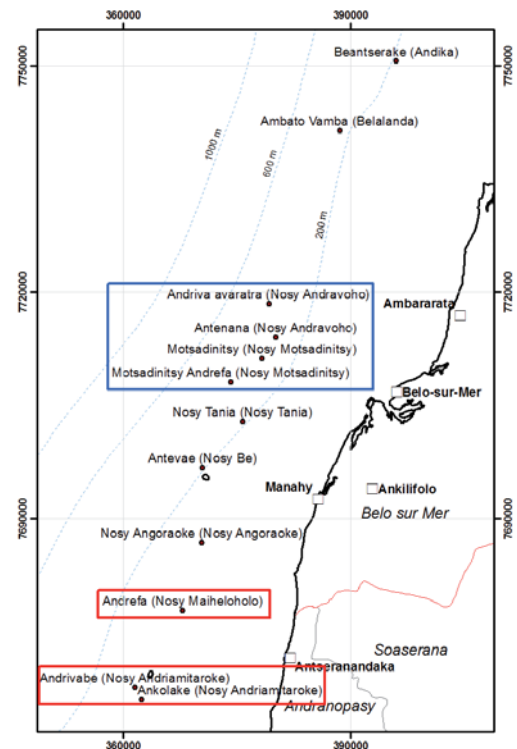 360000 390000
7750000 7750000
Beantserake (Andika)
Ambato Vamba (Belalanda)
1000 m
600 m
200 m
7720000 7720000
Andriva avaratra (Nosy Andravoho)
Ambararata
Antenana (Nosy Andravoho)
Motsadinitsy (Nosy Motsadinitsy)
Motsadinitsy Andrefa (Nosy Motsadinitsy)
Belo-sur-Mer
Nosy Tania (Nosy Tania)
Antevae (Nosy Be)
Manahy
Ankilifolo
Belo sur Mer
7690000 7690000
Nosy Angoraoke (Nosy Angoraoke)
Andrefa (Nosy Maiheloholo)
Soaserana
Antseranandaka
Andrivabe (Nosy Andriamitaroke)
Ankolake (Nosy Andriamitaroke)
Andranopasy
360000 390000